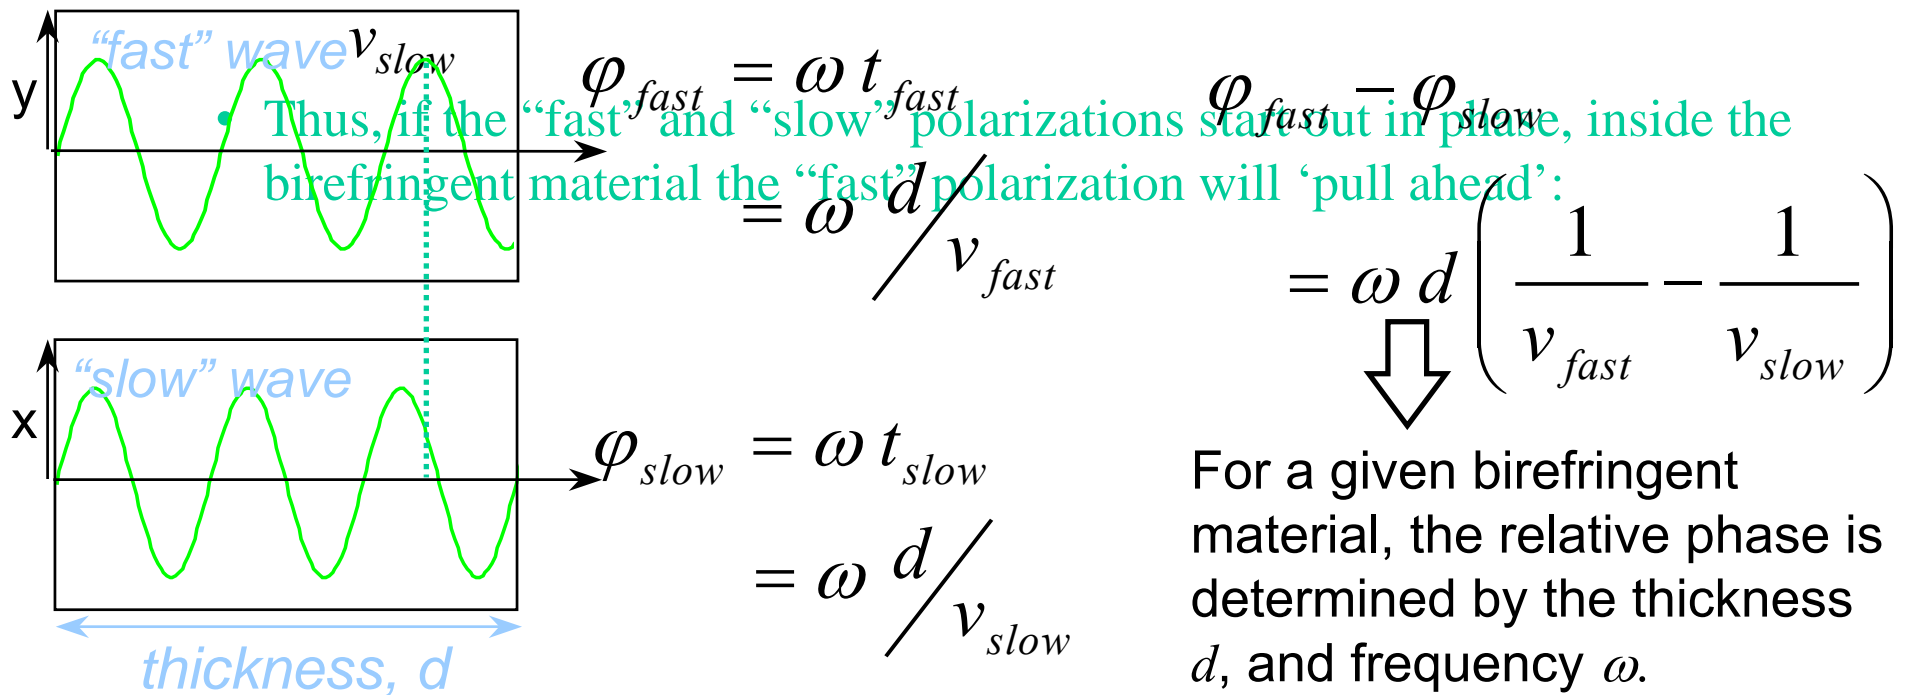 “fast” wave
v_slow
y
• Thus, if the “fast” and “slow” polarizations start out in phase, inside the
birefringent material the “fast” polarization will ‘pull ahead’:
φ_fast = ω t_fast
= ω d/v_fast
“slow” wave
x
thickness, d
φ_slow = ω t_slow
= ω d/v_slow
φ_fast − φ_slow
= ω d (1/v_fast − 1/v_slow)
For a given birefringent
material, the relative phase is
determined by the thickness
d, and frequency ω.